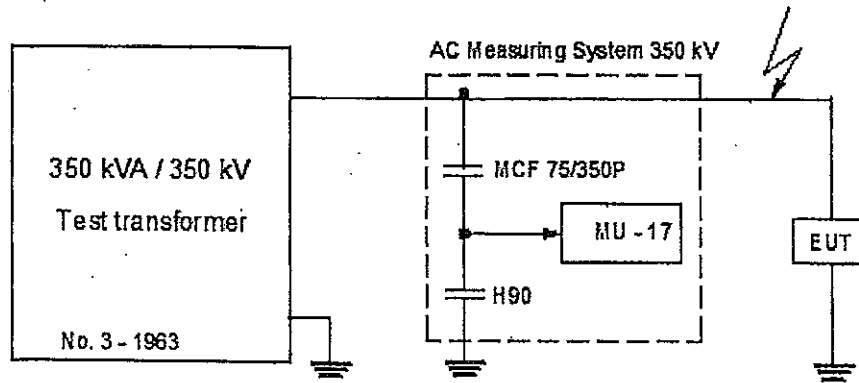 AC Measuring System 350 kV
350 kVA / 350 kV
Test transformer
No. 3 - 1963
MCF 75/350P
MU - 17
H90
EUT